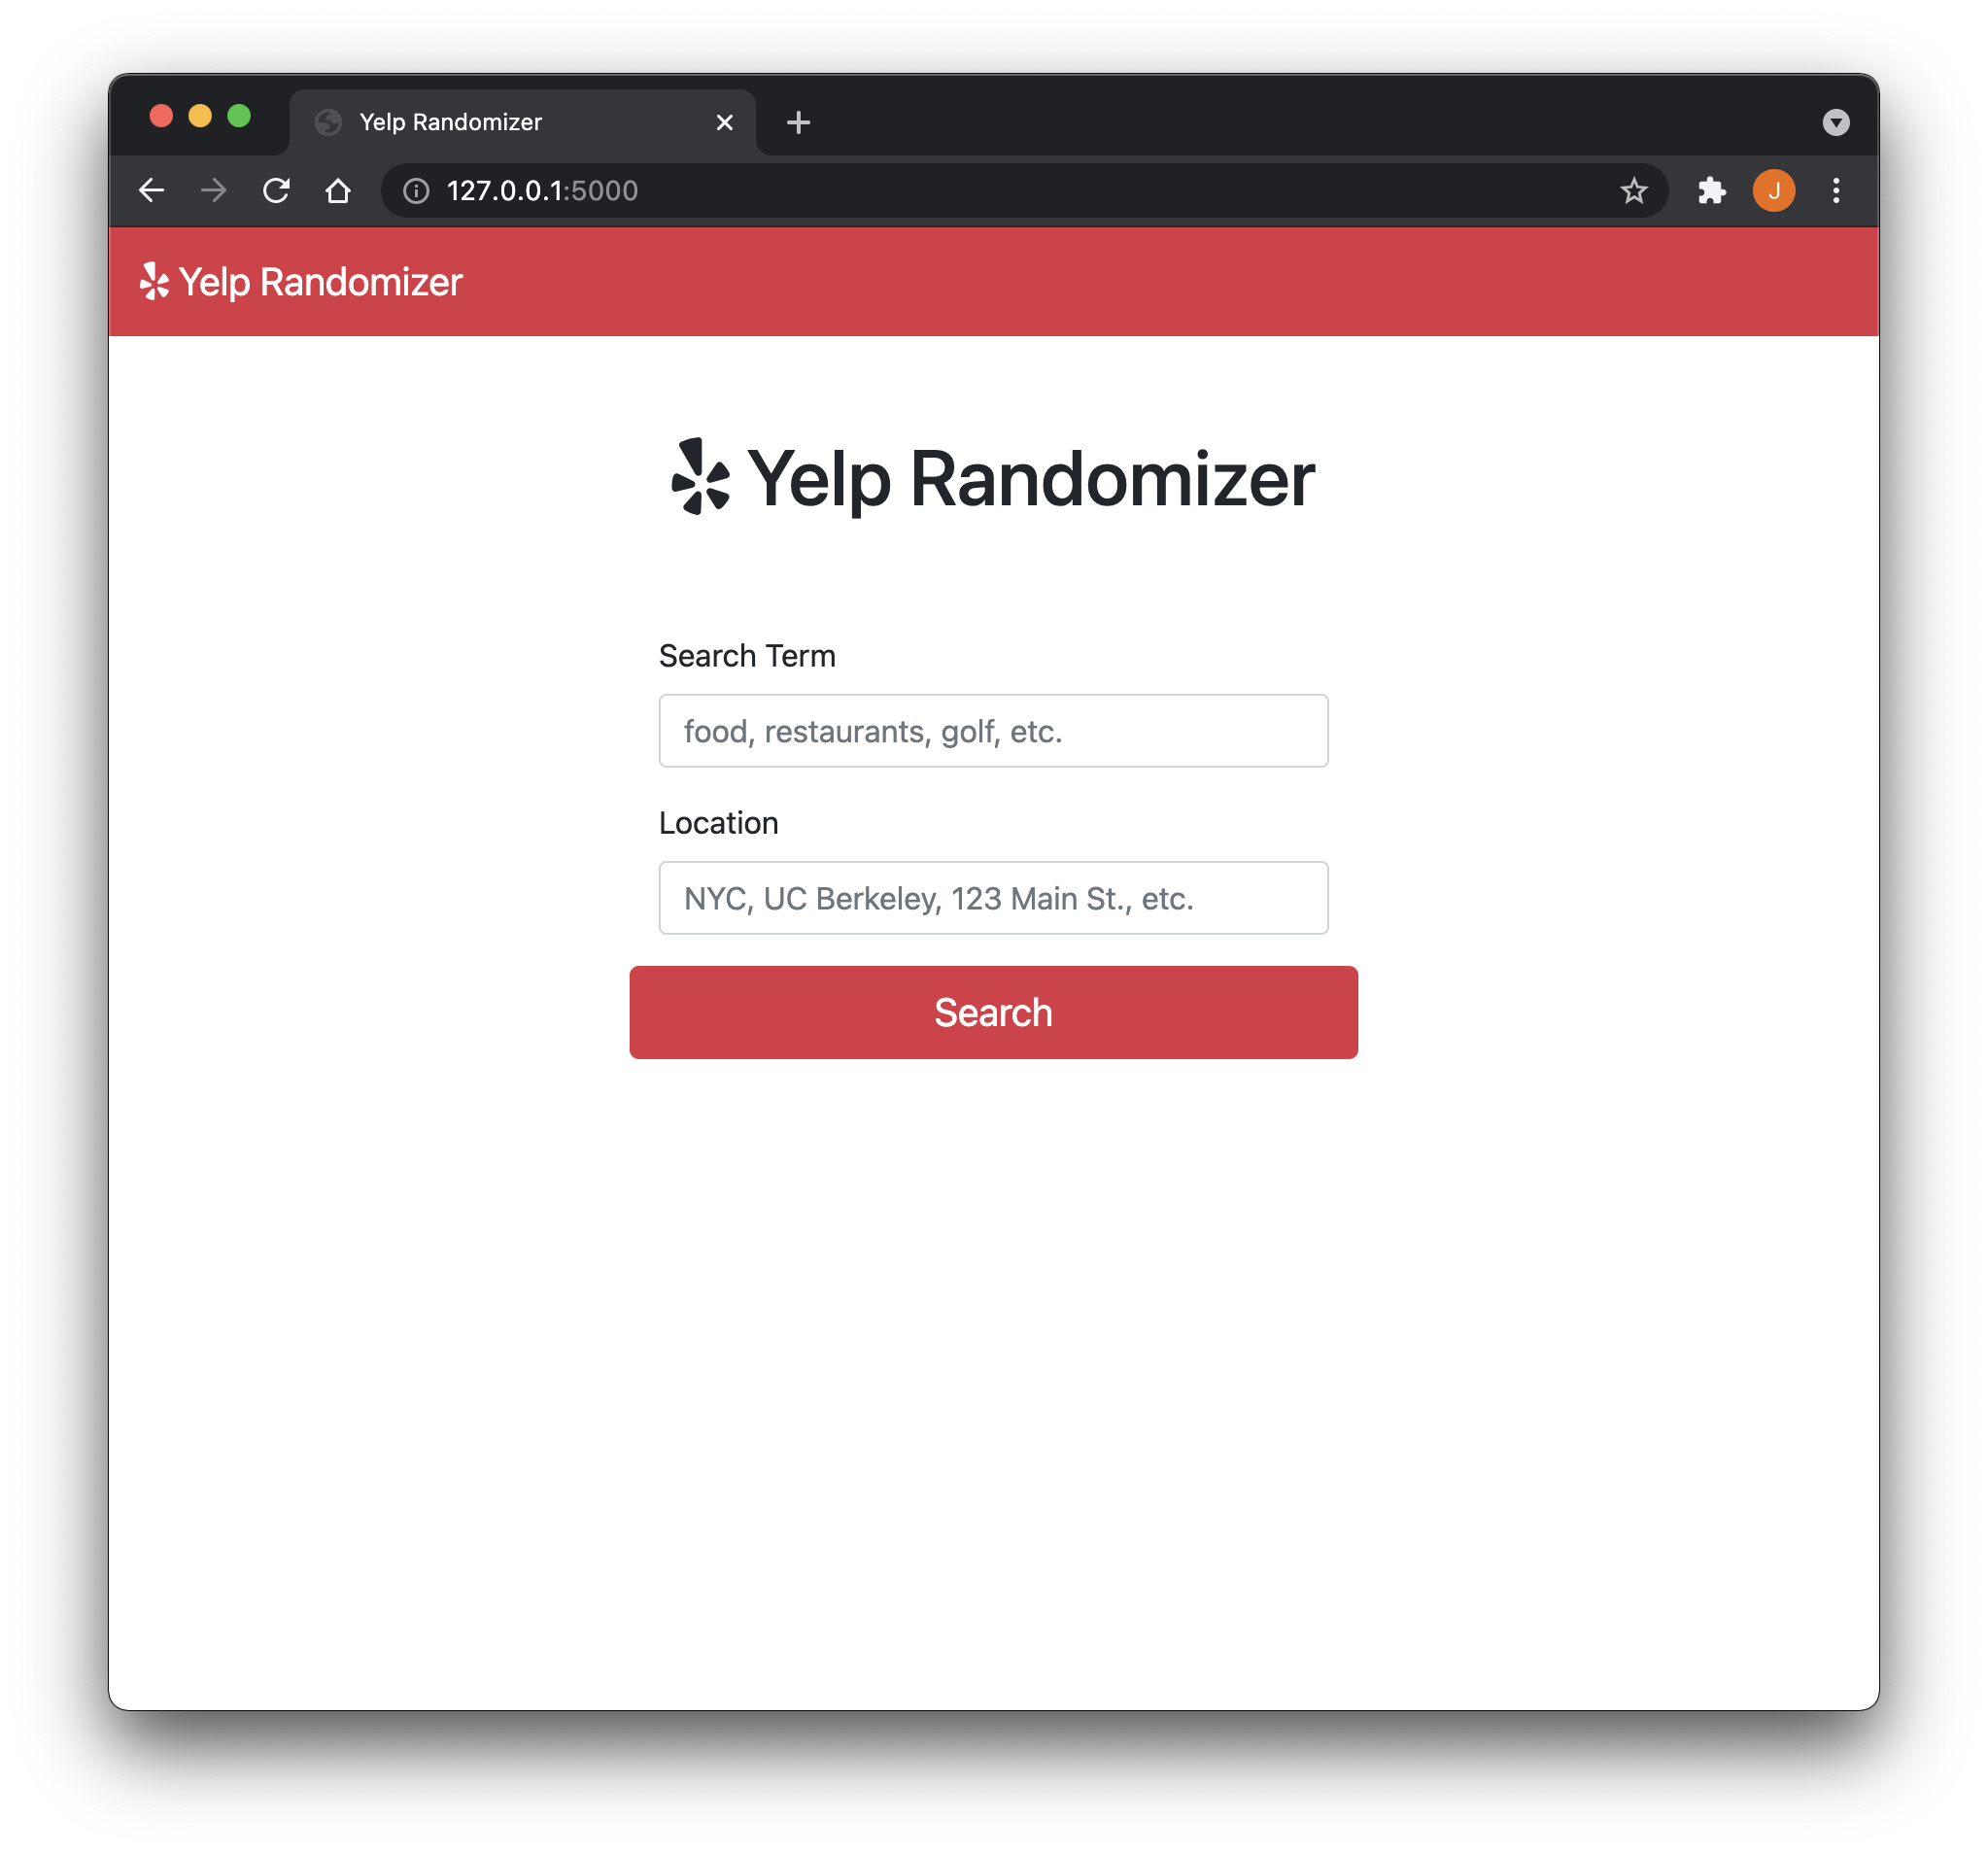 Yelp Randomizer
127.0.0.1:5000
J
Yelp Randomizer
Yelp Randomizer
Search Term
food, restaurants, golf, etc.
Location
NYC, UC Berkeley, 123 Main St., etc.
Search